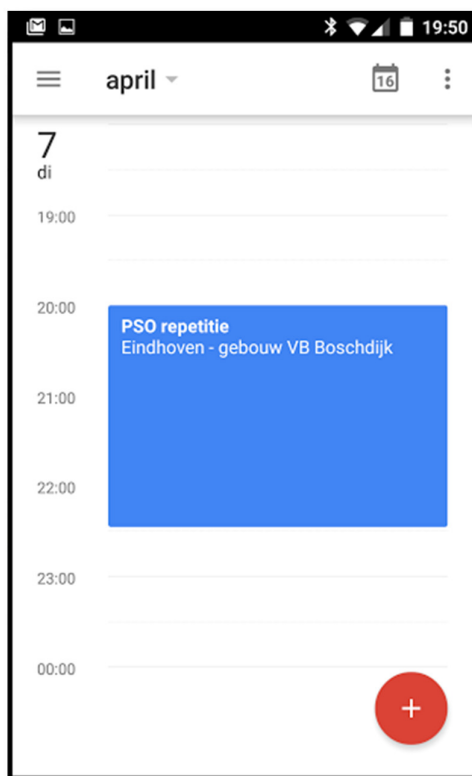 19:50
april
16
7
di
19:00
20:00
PSO repetitie
Eindhoven - gebouw VB Boschdijk
21:00
22:00
23:00
00:00
+